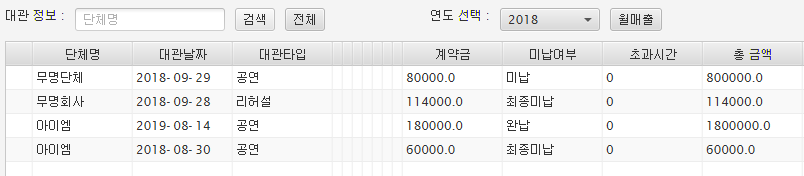 대관 정보 : 단체명 검색 전체 연도 선택 : 2018 월매출
단체명 대관날짜 대관타입 계약금 미납여부 초과시간 총 금액
무명단체 2018-09-29 공연 80000.0 미납 0 800000.0
무명회사 2018-09-28 리허설 114000.0 최종미납 0 114000.0
아이엠 2019-08-14 공연 180000.0 완납 0 1800000.0
아이엠 2018-08-30 공연 60000.0 최종미납 0 60000.0